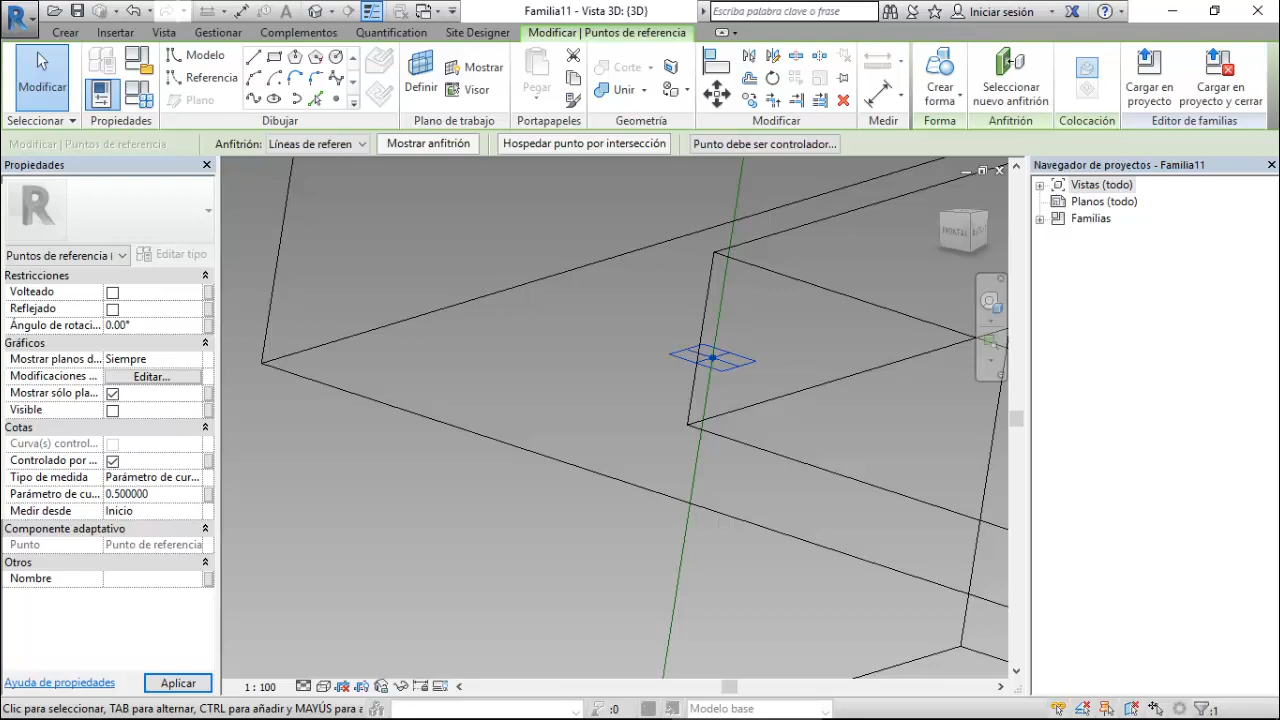 Familia11 - Vista 3D: {3D}
Escriba palabra clave o frase
Iniciar sesión
Crear
Insertar
Vista
Gestionar
Complementos
Quantification
Site Designer
Modificar | Puntos de referencia
Modificar
Modelo
Referencia
Plano
Definir
Mostrar
Visor
Pegar
Corte
Unir
Crear forma
Seleccionar nuevo anfitrión
Cargar en proyecto
Cargar en proyecto y cerrar
Seleccionar
Propiedades
Dibujar
Plano de trabajo
Portapapeles
Geometría
Modificar
Medir
Forma
Anfitrión
Colocación
Editor de familias
Modificar | Puntos de referencia
Anfitrión:
Líneas de referen
Mostrar anfitrión
Hospedar punto por intersección
Punto debe ser controlador...
Propiedades
R
Puntos de referencia (
Editar tipo
Restricciones
Volteado
Reflejado
Ángulo de rotaci... 0.00°
Gráficos
Mostrar planos d... Siempre
Modificaciones ... Editar...
Mostrar sólo pla...
Visible
Cotas
Curva(s) control...
Controlado por ...
Tipo de medida Parámetro de cur...
Parámetro de cu... 0.500000
Medir desde Inicio
Componente adaptativo
Punto Punto de referencia
Otros
Nombre
Ayuda de propiedades
Aplicar
FRONTAL
Navegador de proyectos - Familia11
Vistas (todo)
Planos (todo)
Familias
1 : 100
Clic para seleccionar, TAB para alternar, CTRL para añadir y MAYÚS para a
:0
Modelo base
:1